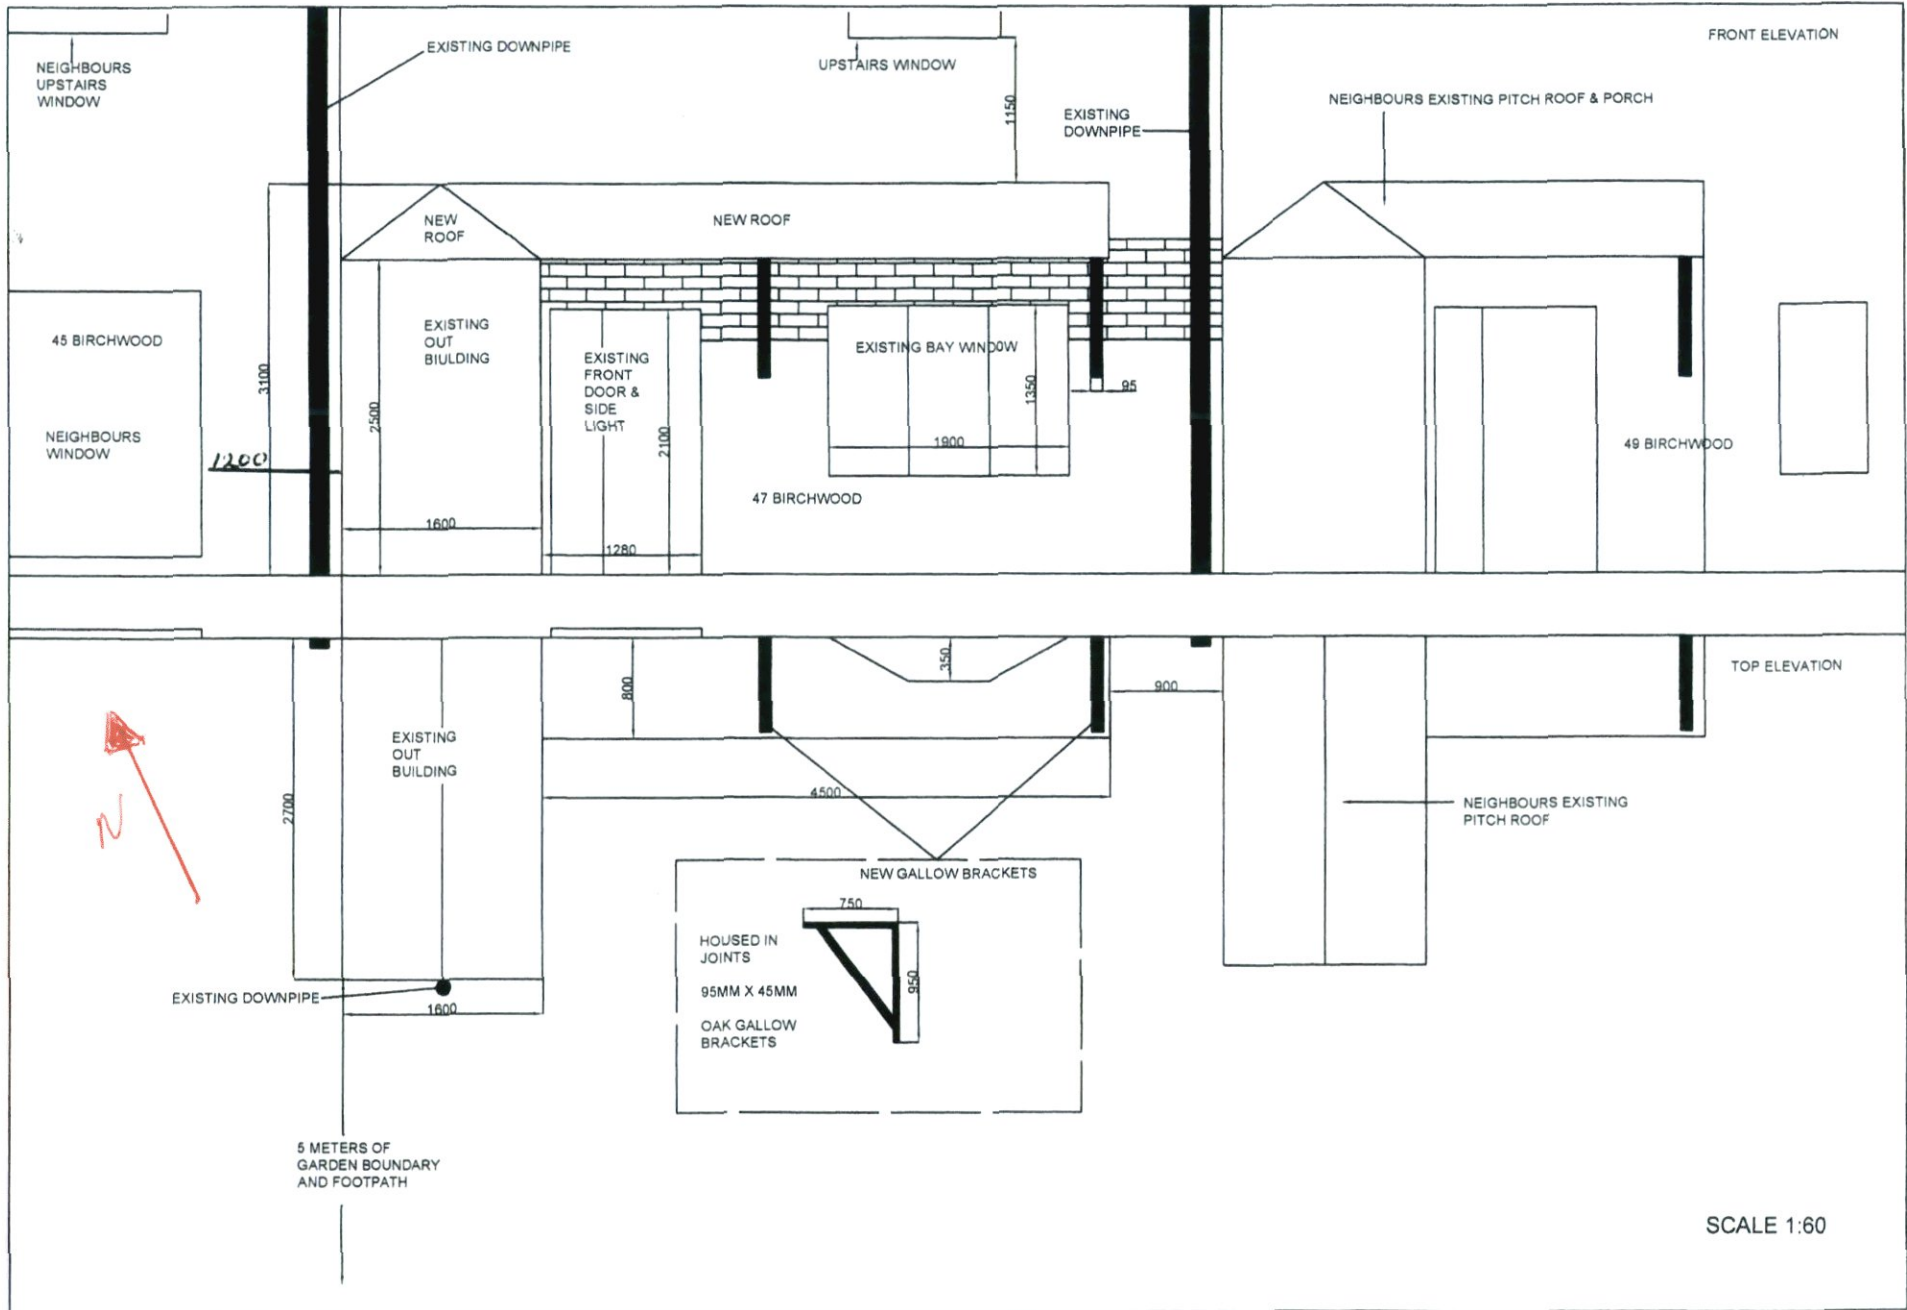 FRONT ELEVATION
NEIGHBOURS
UPSTAIRS
WINDOW
EXISTING DOWNPIPE
UPSTAIRS WINDOW
1150
EXISTING
DOWNPIPE
NEIGHBOURS EXISTING PITCH ROOF & PORCH
NEW
ROOF
NEW ROOF
45 BIRCHWOOD
NEIGHBOURS
WINDOW
1200
3100
2500
EXISTING
OUT
BIULDING
1600
EXISTING
FRONT
DOOR &
SIDE
LIGHT
2100
1280
EXISTING BAY WINDOW
1350
1900
95
47 BIRCHWOOD
49 BIRCHWOOD
TOP ELEVATION
N
2700
EXISTING
OUT
BUILDING
800
350
900
4500
EXISTING DOWNPIPE
1600
NEIGHBOURS EXISTING
PITCH ROOF
NEW GALLOW BRACKETS
750
950
HOUSED IN
JOINTS
95MM X 45MM
OAK GALLOW
BRACKETS
5 METERS OF
GARDEN BOUNDARY
AND FOOTPATH
SCALE 1:60